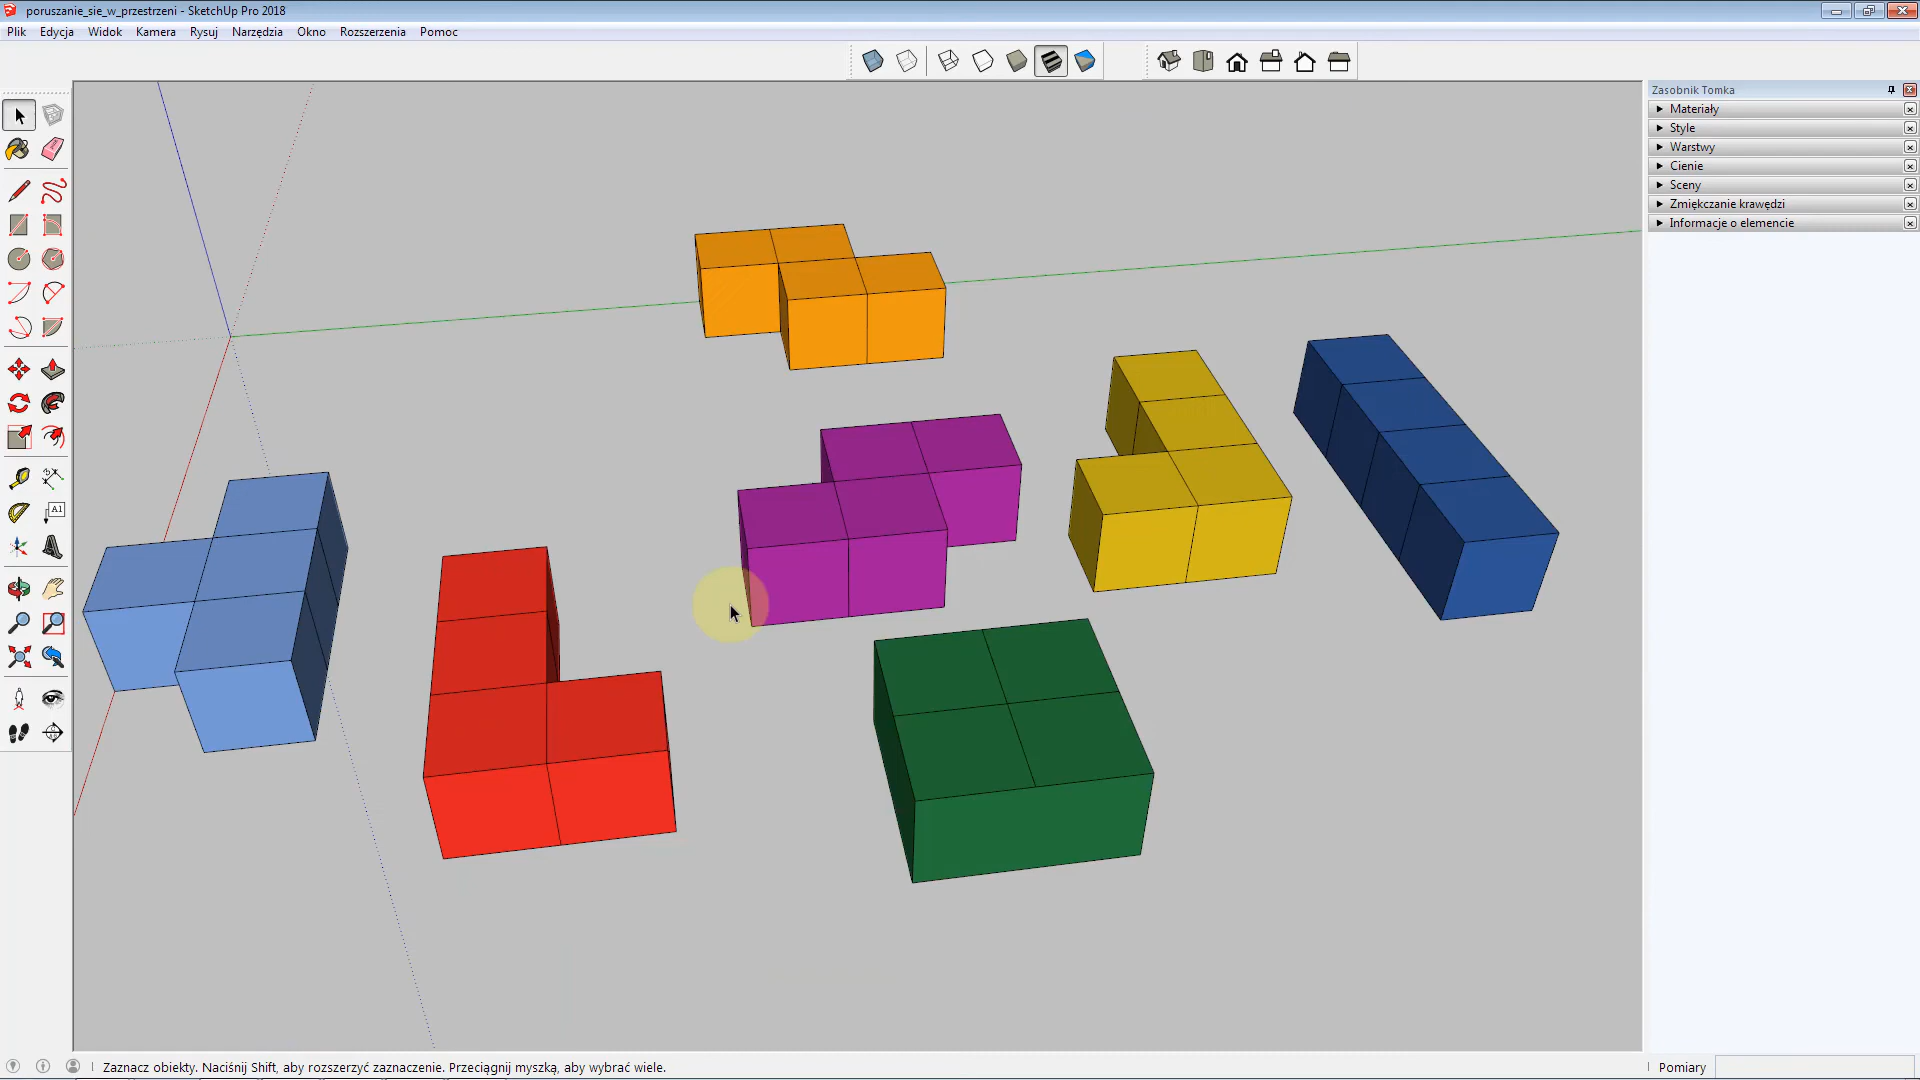 poruszanie_sie_w_przestrzeni - SketchUp Pro 2018
Plik Edycja Widok Kamera Rysuj Narzędzia Okno Rozszerzenia Pomoc
Zasobnik Tomka
Materiały
Style
Warstwy
Cienie
Sceny
Zmiękczanie krawędzi
Informacje o elemencie
A1
Zaznacz obiekty. Naciśnij Shift, aby rozszerzyć zaznaczenie. Przeciągnij myszką, aby wybrać wiele.
Pomiary